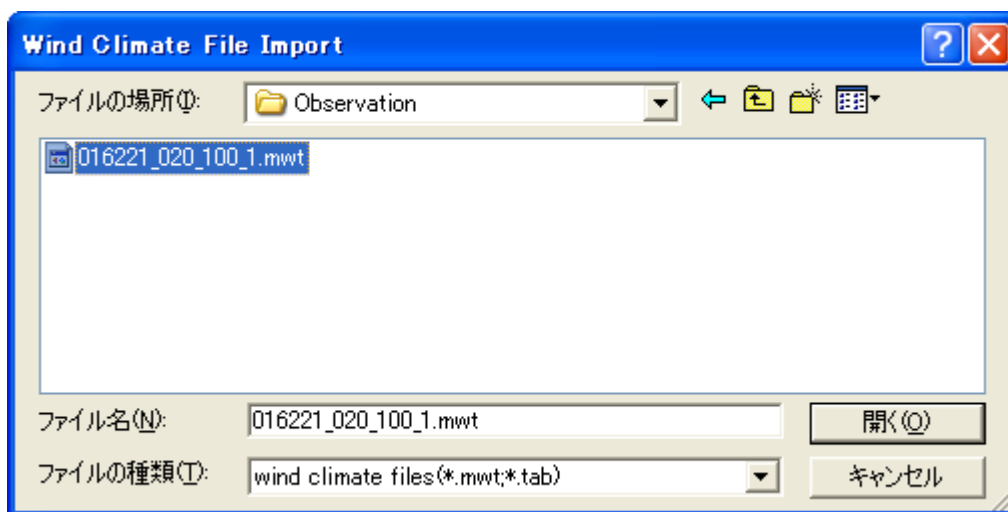 Wind Climate File Import
ファイルの場所(I):
Observation
016221_020_100_1.mwt
ファイル名(N):
016221_020_100_1.mwt
開く(O)
ファイルの種類(T):
wind climate files(*.mwt;*.tab)
キャンセル